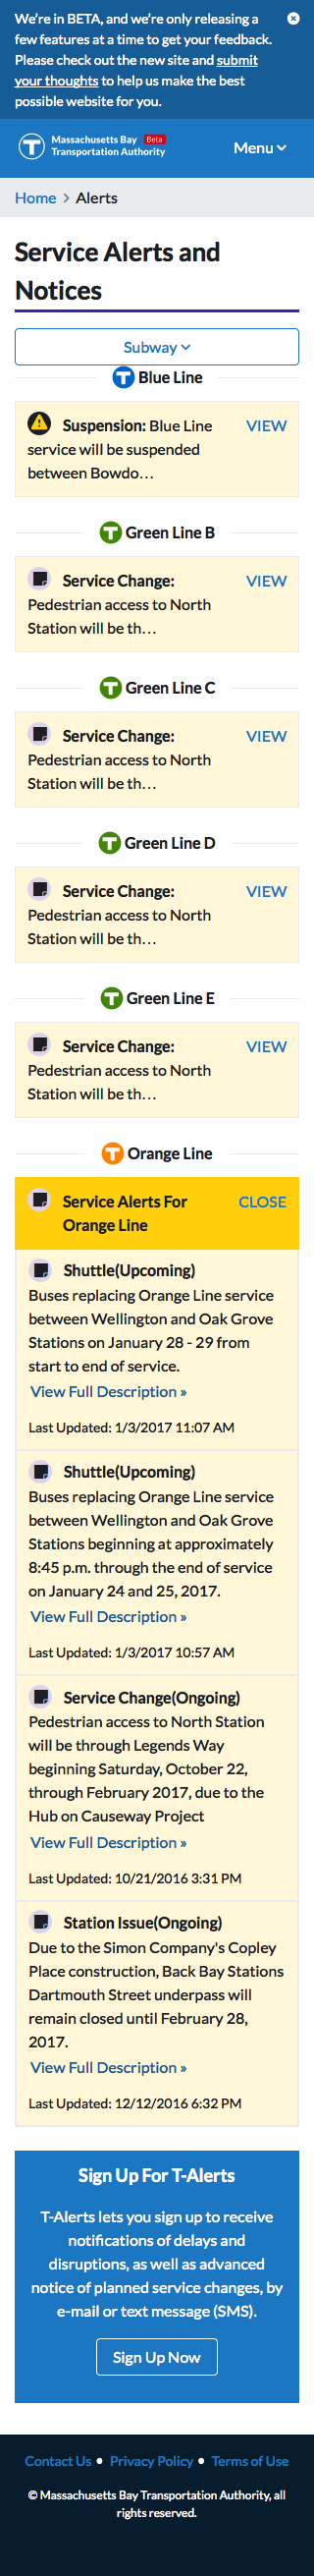 We're in BETA, and we're only releasing a
few features at a time to get your feedback.
Please check out the new site and submit
your thoughts to help us make the best
possible website for you.
Massachusetts Bay Beta
Transportation Authority
Menu
Home > Alerts
Service Alerts and
Notices
Subway
Blue Line
Suspension: Blue Line VIEW
service will be suspended
between Bowdo…
Green Line B
Service Change: VIEW
Pedestrian access to North
Station will be th…
Green Line C
Service Change: VIEW
Pedestrian access to North
Station will be th…
Green Line D
Service Change: VIEW
Pedestrian access to North
Station will be th…
Green Line E
Service Change: VIEW
Pedestrian access to North
Station will be th…
Orange Line
Service Alerts For CLOSE
Orange Line
Shuttle(Upcoming)
Buses replacing Orange Line service
between Wellington and Oak Grove
Stations on January 28 - 29 from
start to end of service.
View Full Description »
Last Updated: 1/3/2017 11:07 AM
Shuttle(Upcoming)
Buses replacing Orange Line service
between Wellington and Oak Grove
Stations beginning at approximately
8:45 p.m. through the end of service
on January 24 and 25, 2017.
View Full Description »
Last Updated: 1/3/2017 10:57 AM
Service Change(Ongoing)
Pedestrian access to North Station
will be through Legends Way
beginning Saturday, October 22,
through February 2017, due to the
Hub on Causeway Project
View Full Description »
Last Updated: 10/21/2016 3:31 PM
Station Issue(Ongoing)
Due to the Simon Company's Copley
Place construction, Back Bay Stations
Dartmouth Street underpass will
remain closed until February 28,
2017.
View Full Description »
Last Updated: 12/12/2016 6:32 PM
Sign Up For T-Alerts
T-Alerts lets you sign up to receive
notifications of delays and
disruptions, as well as advanced
notice of planned service changes, by
e-mail or text message (SMS).
Sign Up Now
Contact Us • Privacy Policy • Terms of Use
© Massachusetts Bay Transportation Authority, all
rights reserved.